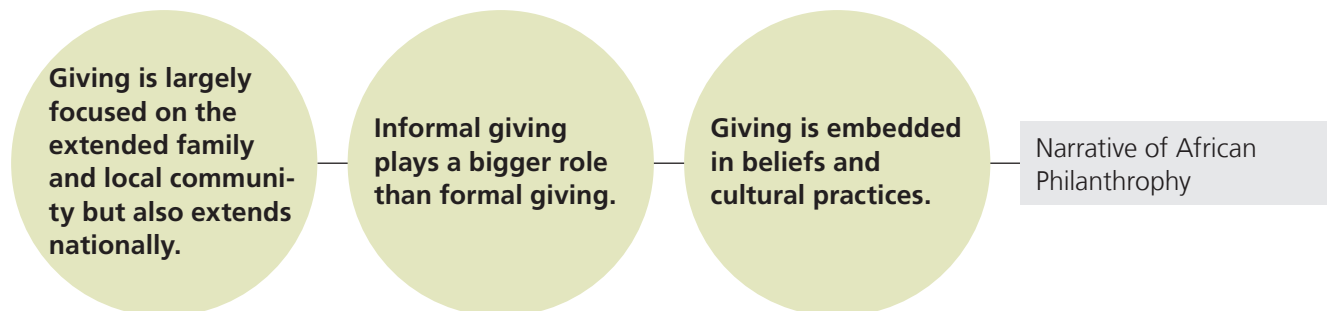 Giving is largely
focused on the
extended family
and local communi-
ty but also extends
nationally.
Informal giving
plays a bigger role
than formal giving.
Giving is embedded
in beliefs and
cultural practices.
Narrative of African
Philanthrophy